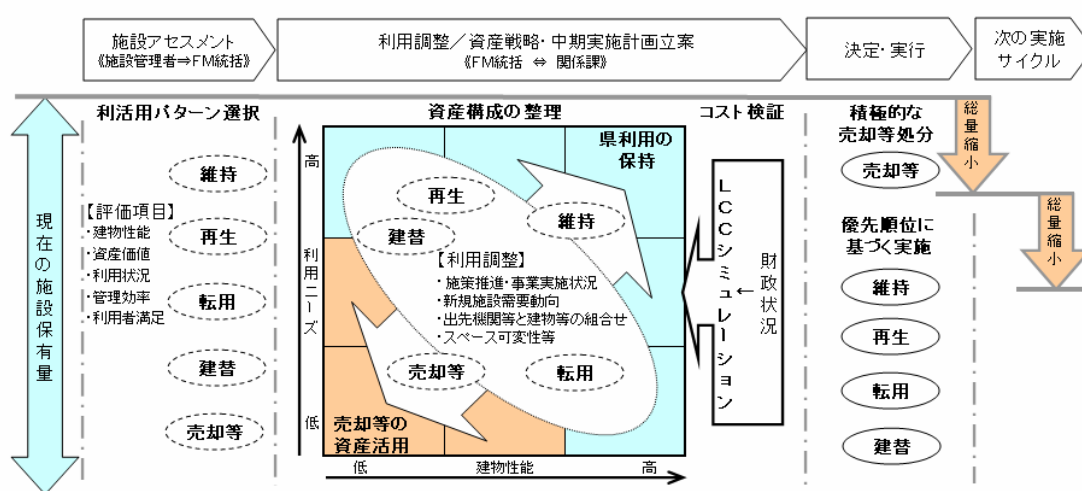 施設アセスメント
《施設管理者⇒FM統括》
利用調整／資産戦略・中期実施計画立案
《FM統括 ⇔ 関係課》
決定・実行
次の実施
サイクル
現在の施設保有量
利活用パターン選択
維持
【評価項目】
・建物性能
・資産価値
・利用状況
・管理効率
・利用者満足
再生
転用
建替
売却等
資産構成の整理
高
利用ニーズ
低
県利用の
保持
再生
維持
建替
【利用調整】
・施策推進・事業実施状況
・新規施設需要動向
・出先機関等と建物等の組合せ
・スペース可変性等
売却等
転用
売却等の
資産活用
低
建物性能
高
コスト検証
LCCシミュレーション
←
財政状況
積極的な
売却等処分
売却等
優先順位に
基づく実施
維持
再生
転用
建替
総量縮小
総量縮小